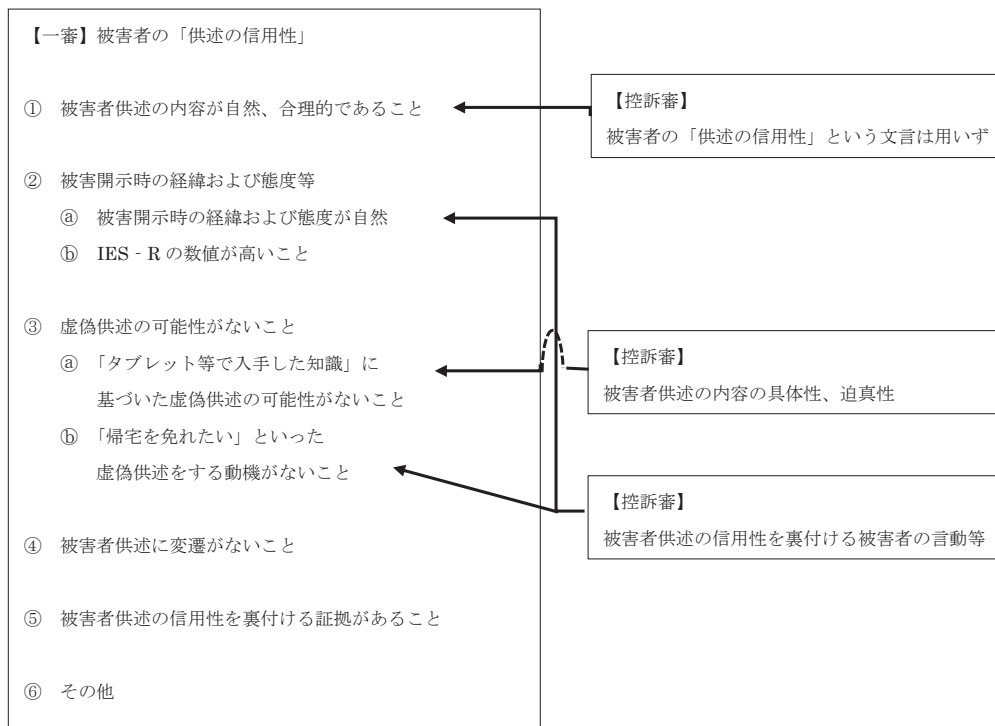 【一審】被害者の「供述の信用性」
① 被害者供述の内容が自然、合理的であること
② 被害開示時の経緯および態度等
ⓐ 被害開示時の経緯および態度が自然
ⓑ IES‐Rの数値が高いこと
③ 虚偽供述の可能性がないこと
ⓐ 「タブレット等で入手した知識」に
基づいた虚偽供述の可能性がないこと
ⓑ 「帰宅を免れたい」といった
虚偽供述をする動機がないこと
④ 被害者供述に変遷がないこと
⑤ 被害者供述の信用性を裏付ける証拠があること
⑥ その他
【控訴審】
被害者の「供述の信用性」という文言は用いず
【控訴審】
被害者供述の内容の具体性、迫真性
【控訴審】
被害者供述の信用性を裏付ける被害者の言動等